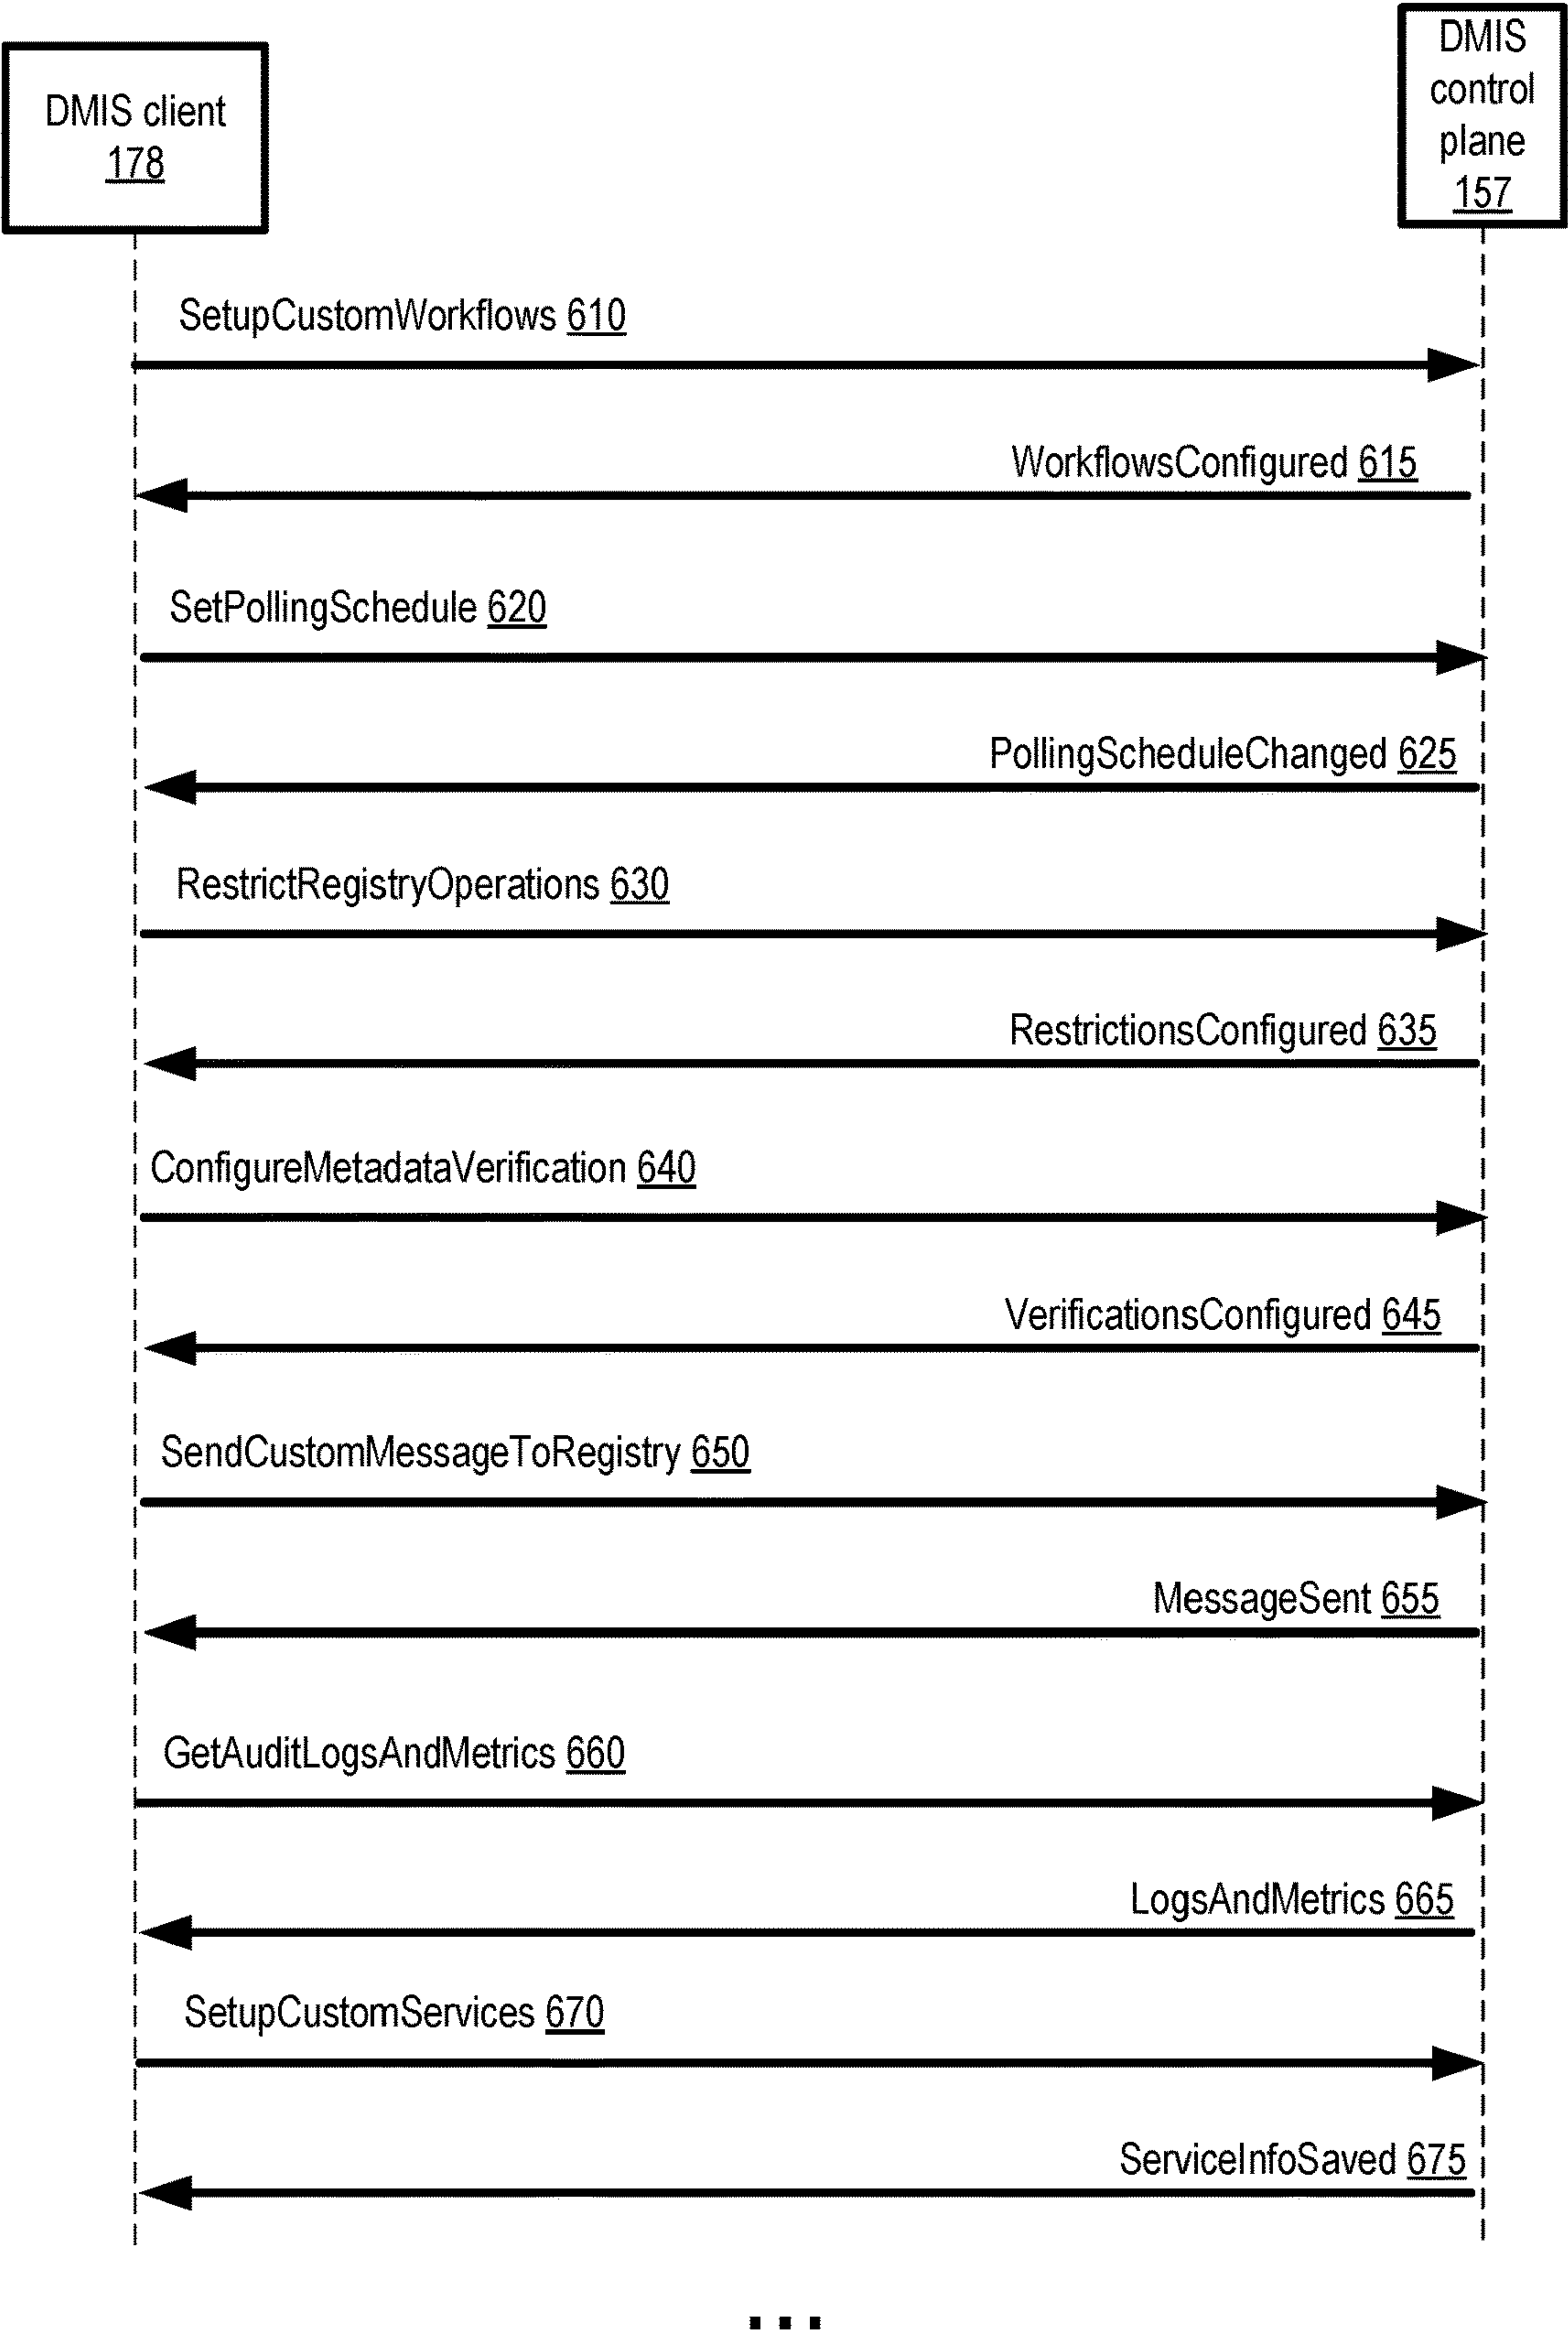 DMIS client
178
DMIS
control
plane
157
SetupCustomWorkflows 610
WorkflowsConfigured 615
SetPollingSchedule 620
PollingScheduleChanged 625
RestrictRegistryOperations 630
RestrictionsConfigured 635
ConfigureMetadataVerification 640
VerificationsConfigured 645
SendCustomMessageToRegistry 650
MessageSent 655
GetAuditLogsAndMetrics 660
LogsAndMetrics 665
SetupCustomServices 670
ServiceInfoSaved 675
...